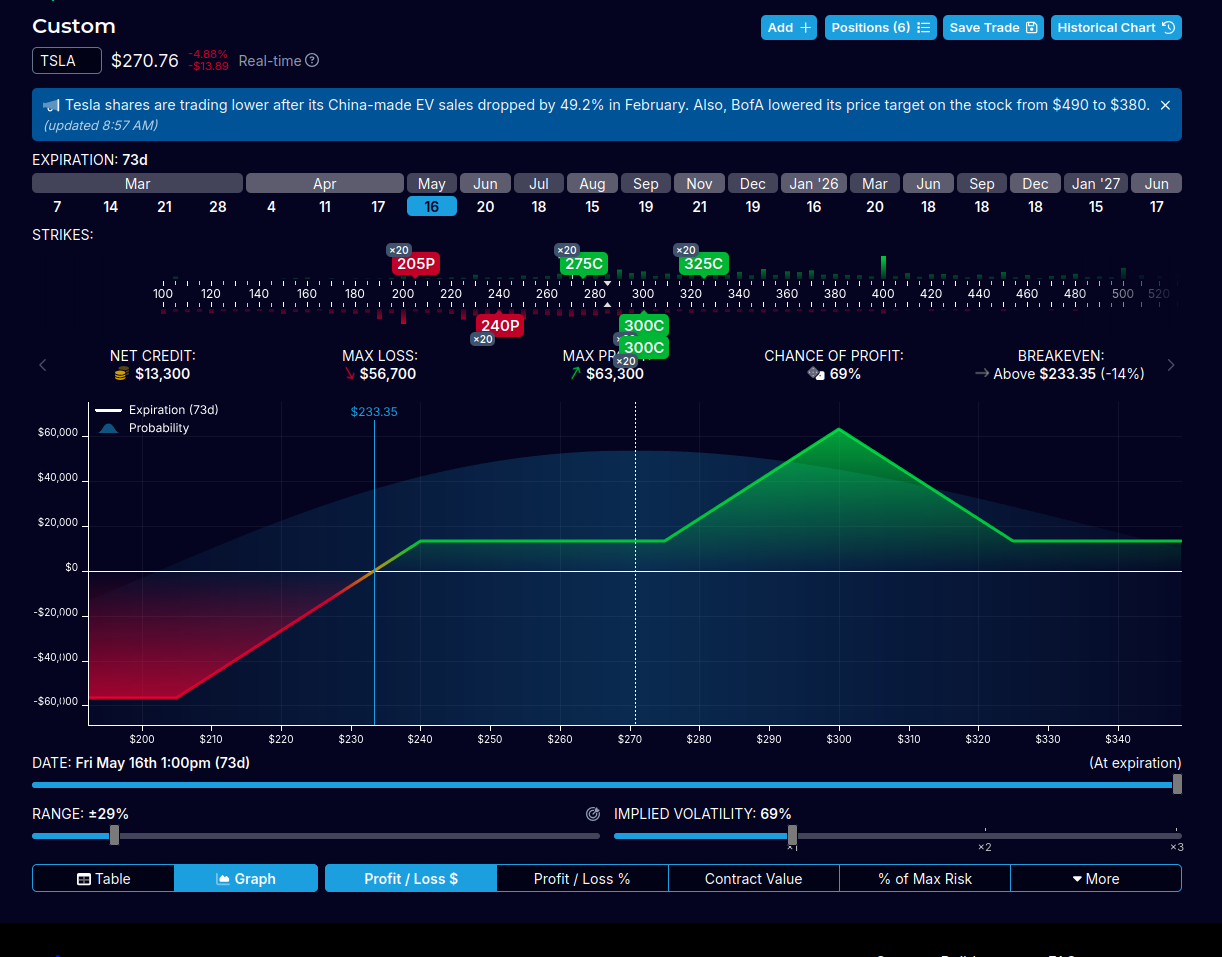 Custom
Add +
Positions (6)
Save Trade
Historical Chart
TSLA
$270.76
-4.88%
-$13.89
Real-time ?
Tesla shares are trading lower after its China-made EV sales dropped by 49.2% in February. Also, BofA lowered its price target on the stock from $490 to $380.
(updated 8:57 AM)
EXPIRATION: 73d
Mar Apr May Jun Jul Aug Sep Nov Dec Jan '26 Mar Jun Sep Dec Jan '27 Jun
7 14 21 28 4 11 17 16 20 18 15 19 21 19 16 20 18 18 18 15 17
STRIKES:
×20 ×20 ×20
205P 275C 325C
100 120 140 160 180 200 220 240 260 280 300 320 340 360 380 400 420 440 460 480 500 520
240P 300C
×20
300C
×20
NET CREDIT:
$13,300
MAX LOSS:
$56,700
MAX
$63,300
CHANCE OF PROFIT:
69%
BREAKEVEN:
Above $233.35 (-14%)
Expiration (73d)
Probability
$233.35
$60,000
$40,000
$20,000
$0
-$20,000
-$40,000
-$60,000
$200 $210 $220 $230 $240 $250 $260 $270 $280 $290 $300 $310 $320 $330 $340
DATE: Fri May 16th 1:00pm (73d)
(At expiration)
RANGE: ±29%
IMPLIED VOLATILITY: 69%
×1 ×2 ×3
Table
Graph
Profit / Loss $
Profit / Loss %
Contract Value
% of Max Risk
More